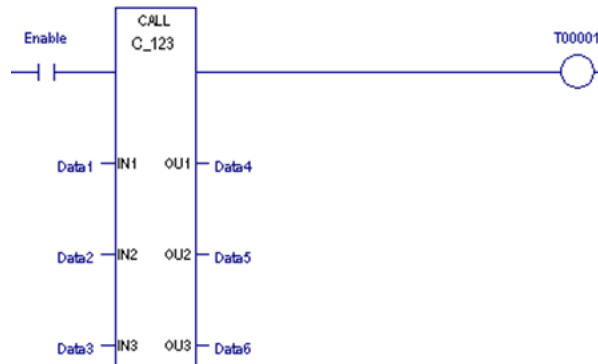 CALL
Enable
C_123
T00001
Data1 IN1 OU1 Data4
Data2 IN2 OU2 Data5
Data3 IN3 OU3 Data6